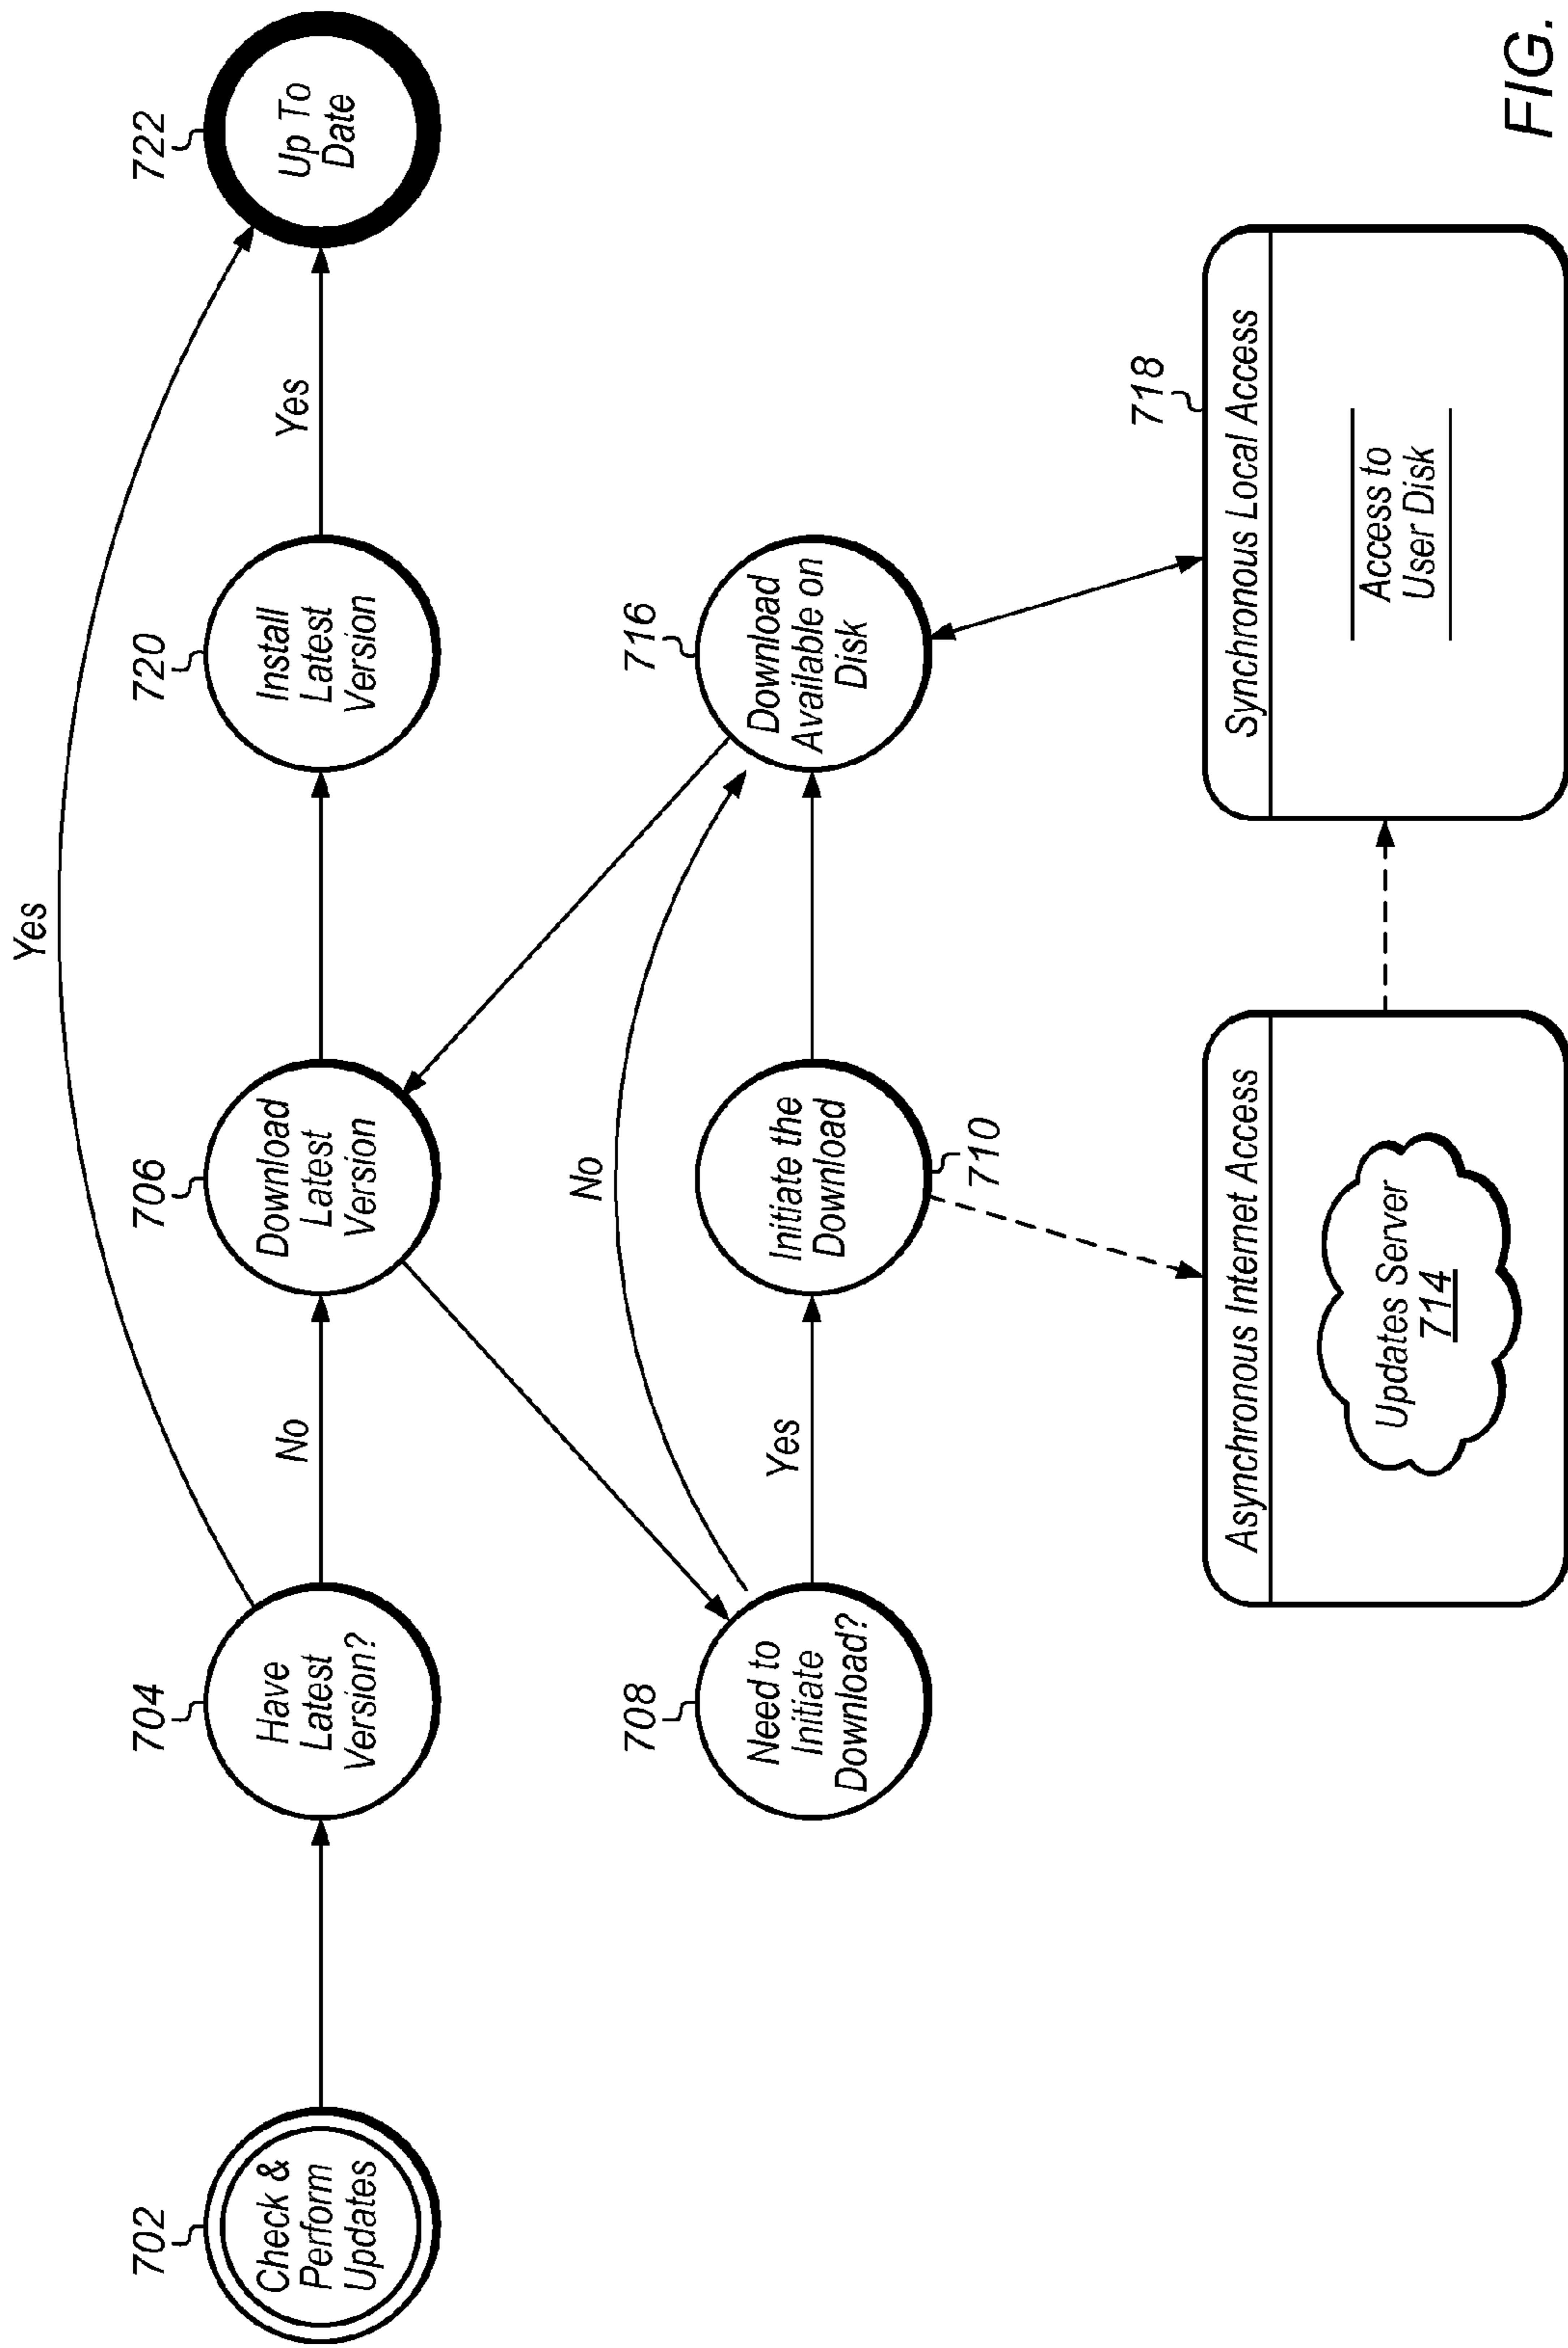 Yes
702
704
706
720
722
Check &
Perform
Updates
Have
Latest
Version?
No
Download
Latest
Version
Install
Latest
Version
Yes
Up To
Date
No
708
716
Need to
Initiate
Download?
Yes
Initiate the
Download
Download
Available on
Disk
710
718
Asynchronous Internet Access
Updates Server
714
Synchronous Local Access
Access to
User Disk
FIG.